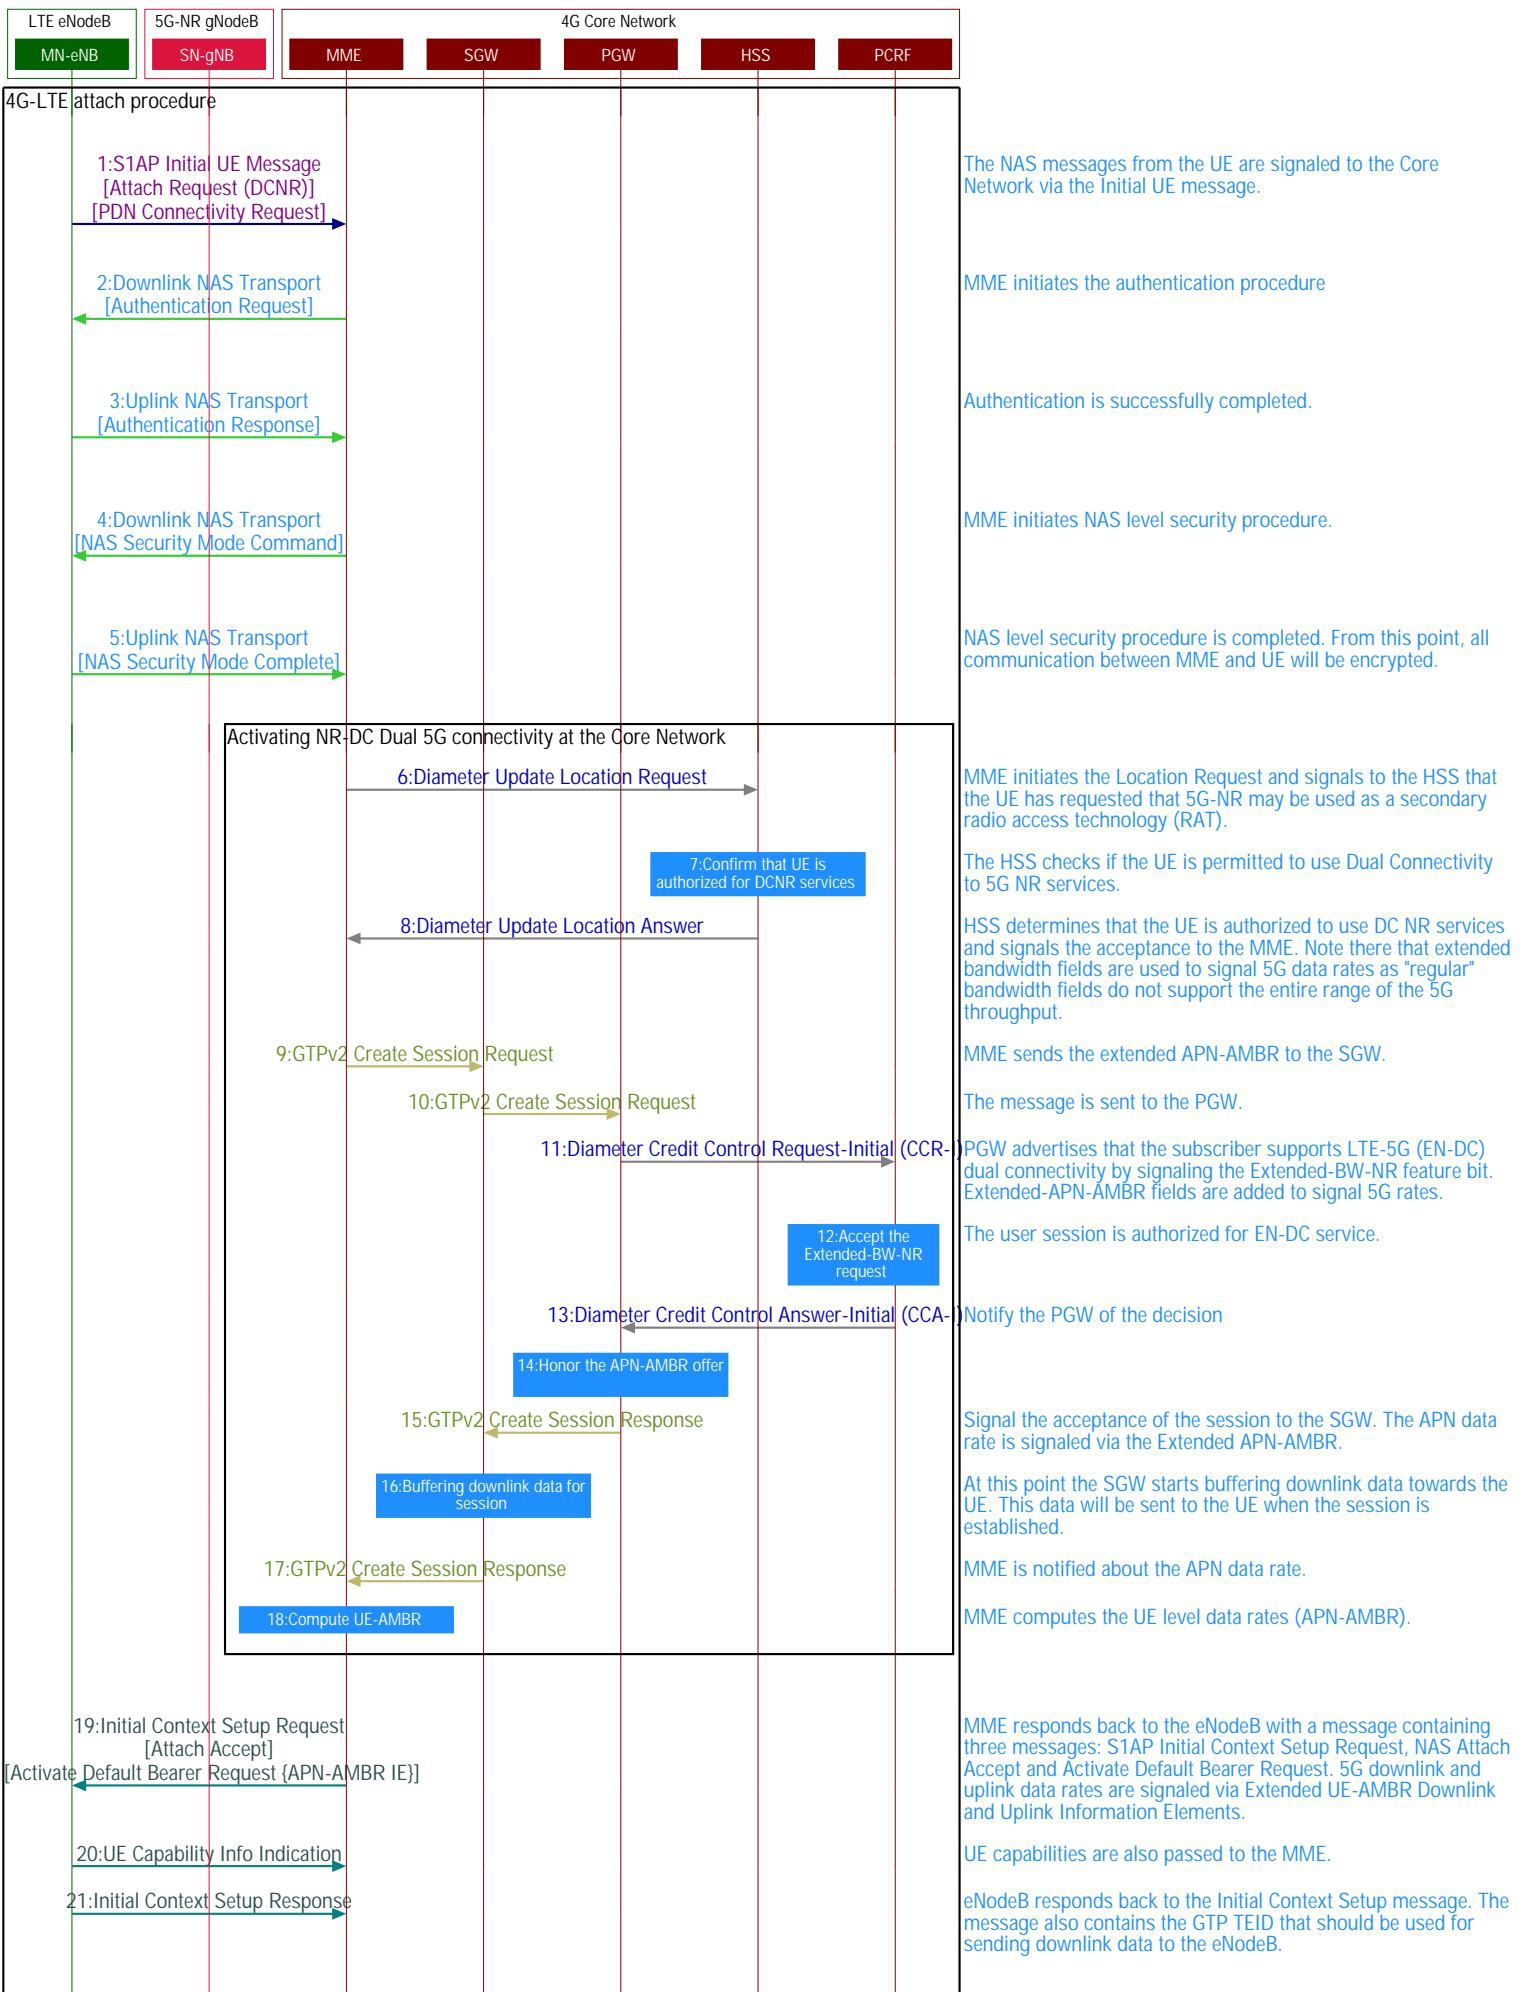 LTE eNodeB
5G-NR gNodeB
4G Core Network
MN-eNB
SN-gNB
MME
SGW
PGW
HSS
PCRF
4G-LTE attach procedure
1:S1AP Initial UE Message
[Attach Request (DCNR)]
[PDN Connectivity Request]
The NAS messages from the UE are signaled to the Core
Network via the Initial UE message.
2:Downlink NAS Transport
[Authentication Request]
MME initiates the authentication procedure
3:Uplink NAS Transport
[Authentication Response]
Authentication is successfully completed.
4:Downlink NAS Transport
[NAS Security Mode Command]
MME initiates NAS level security procedure.
5:Uplink NAS Transport
[NAS Security Mode Complete]
NAS level security procedure is completed. From this point, all
communication between MME and UE will be encrypted.
Activating NR-DC Dual 5G connectivity at the Core Network
6:Diameter Update Location Request
MME initiates the Location Request and signals to the HSS that
the UE has requested that 5G-NR may be used as a secondary
radio access technology (RAT).
7:Confirm that UE is
authorized for DCNR services
The HSS checks if the UE is permitted to use Dual Connectivity
to 5G NR services.
8:Diameter Update Location Answer
HSS determines that the UE is authorized to use DC NR services
and signals the acceptance to the MME. Note there that extended
bandwidth fields are used to signal 5G data rates as "regular"
bandwidth fields do not support the entire range of the 5G
throughput.
9:GTPv2 Create Session Request
MME sends the extended APN-AMBR to the SGW.
10:GTPv2 Create Session Request
The message is sent to the PGW.
11:Diameter Credit Control Request-Initial (CCR-I)
PGW advertises that the subscriber supports LTE-5G (EN-DC)
dual connectivity by signaling the Extended-BW-NR feature bit.
Extended-APN-AMBR fields are added to signal 5G rates.
12:Accept the
Extended-BW-NR
request
The user session is authorized for EN-DC service.
13:Diameter Credit Control Answer-Initial (CCA-I)
Notify the PGW of the decision
14:Honor the APN-AMBR offer
15:GTPv2 Create Session Response
Signal the acceptance of the session to the SGW. The APN data
rate is signaled via the Extended APN-AMBR.
16:Buffering downlink data for
session
At this point the SGW starts buffering downlink data towards the
UE. This data will be sent to the UE when the session is
established.
17:GTPv2 Create Session Response
MME is notified about the APN data rate.
18:Compute UE-AMBR
MME computes the UE level data rates (APN-AMBR).
19:Initial Context Setup Request
[Attach Accept]
[Activate Default Bearer Request {APN-AMBR IE}]
MME responds back to the eNodeB with a message containing
three messages: S1AP Initial Context Setup Request, NAS Attach
Accept and Activate Default Bearer Request. 5G downlink and
uplink data rates are signaled via Extended UE-AMBR Downlink
and Uplink Information Elements.
20:UE Capability Info Indication
UE capabilities are also passed to the MME.
21:Initial Context Setup Response
eNodeB responds back to the Initial Context Setup message. The
message also contains the GTP TEID that should be used for
sending downlink data to the eNodeB.